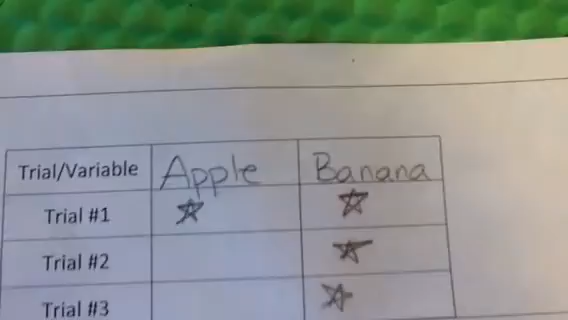 Trial/Variable Apple Banana
Trial #1
Trial #2
Trial #3